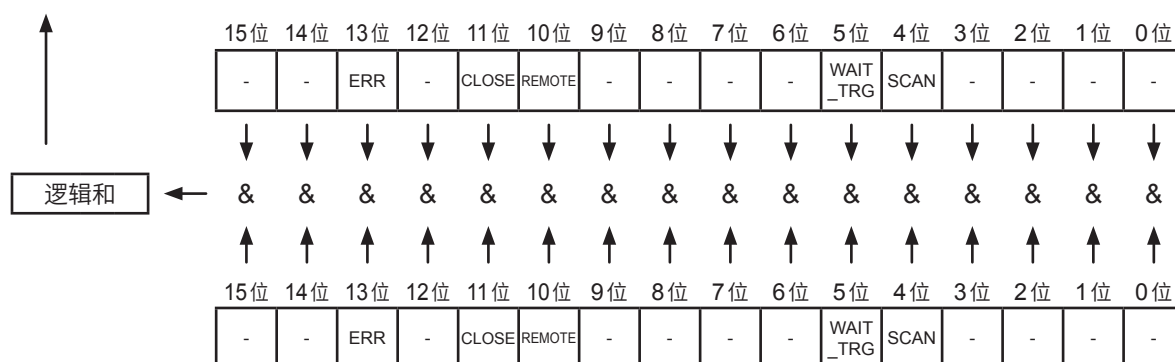 15位 14位 13位 12位 11位 10位 9位 8位 7位 6位 5位 4位 3位 2位 1位 0位
- - ERR - CLOSE REMOTE - - - - WAIT_TRG SCAN - - - -
逻辑和 & & & & & & & & & & & & & & & &
15位 14位 13位 12位 11位 10位 9位 8位 7位 6位 5位 4位 3位 2位 1位 0位
- - ERR - CLOSE REMOTE - - - - WAIT_TRG SCAN - - - -